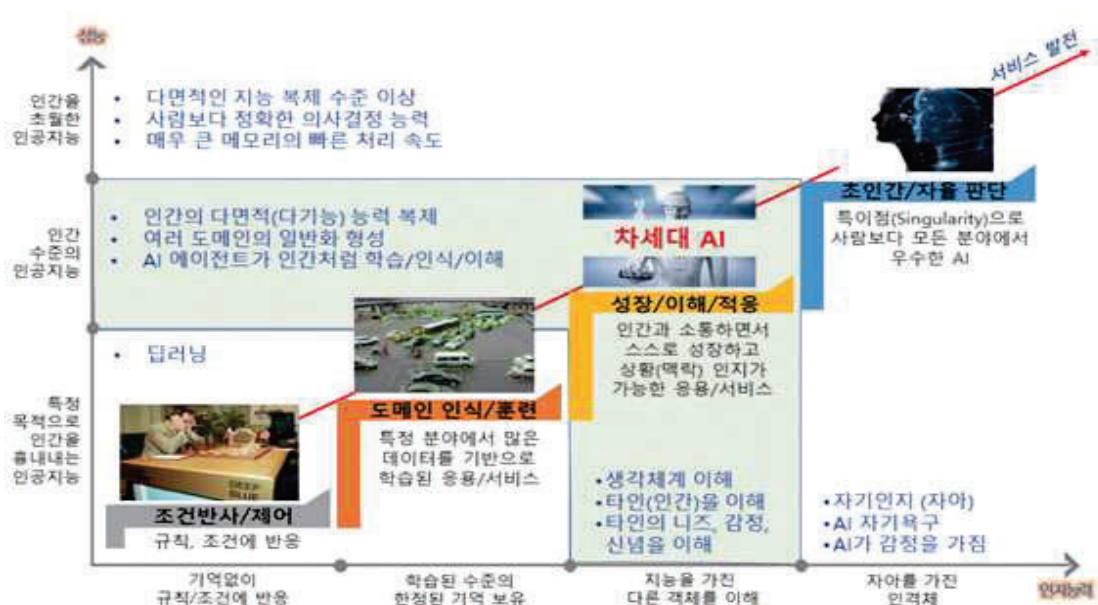 성능
서비스 발전
인간을
초월한
인공지능
• 다면적인 지능 복제 수준 이상
• 사람보다 정확한 의사결정 능력
• 매우 큰 메모리의 빠른 처리 속도
초인간/자율 판단
특이점(Singularity)으로
사람보다 모든 분야에서
우수한 AI
인간
수준의
인공지능
• 인간의 다면적(다기능) 능력 복제
• 여러 도메인의 일반화 형성
• AI 에이전트가 인간처럼 학습/인식/이해
차세대 AI
성장/이해/적응
인간과 소통하면서
스스로 성장하고
상황(맥락) 인지가
가능한 응용/서비스
특정
목적으로
인간을
흉내내는
인공지능
• 딥러닝
도메인 인식/훈련
특정 분야에서 많은
데이터를 기반으로
학습된 응용/서비스
DEEP
BLUE
조건반사/제어
규칙, 조건에 반응
•생각체계 이해
•타인(인간)을 이해
•타인의 니즈, 감정,
신념을 이해
•자기인지 (자아)
•AI 자기욕구
•AI가 감정을 가짐
기억없이
규칙/조건에 반응
학습된 수준의
한정된 기억 보유
지능을 가진
다른 객체를 이해
자아를 가진
인격체
인지능력